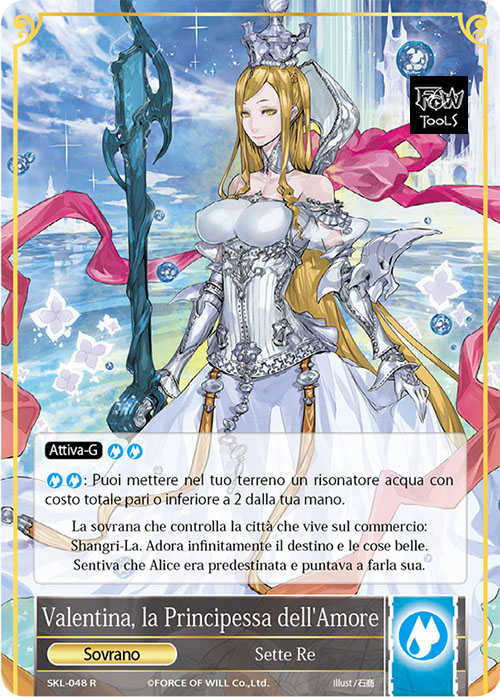 FOW
TOOLS
Attiva-G
: Puoi mettere nel tuo terreno un risonatore acqua con
costo totale pari o inferiore a 2 dalla tua mano.
La sovrana che controlla la città che vive sul commercio:
Shangri-La. Adora infinitamente il destino e le cose belle.
Sentiva che Alice era predestinata e puntava a farla sua.
Valentina, la Principessa dell'Amore
Sovrano
Sette Re
SKL-048 R ©FORCE OF WILL Co.,Ltd. Illust/石商